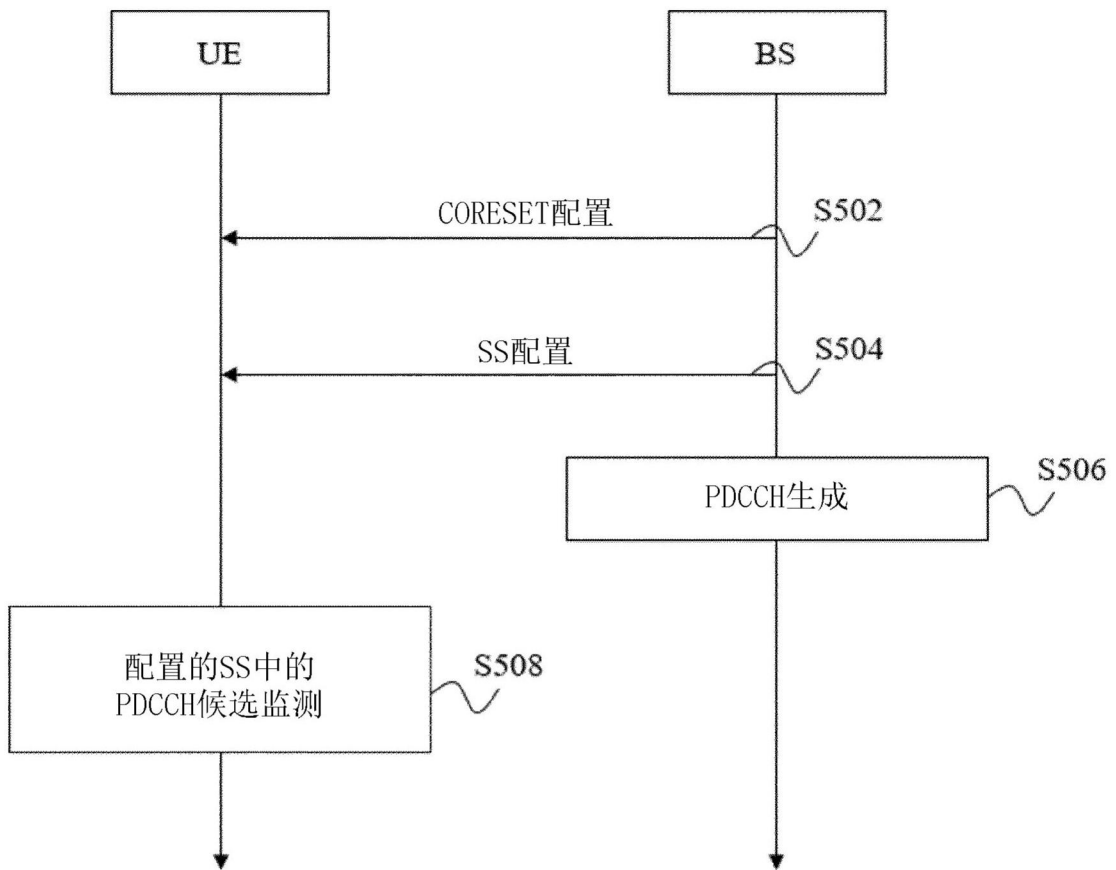 UE
BS
CORESET配置
S502
SS配置
S504
PDCCH生成
S506
配置的SS中的
PDCCH候选监测
S508